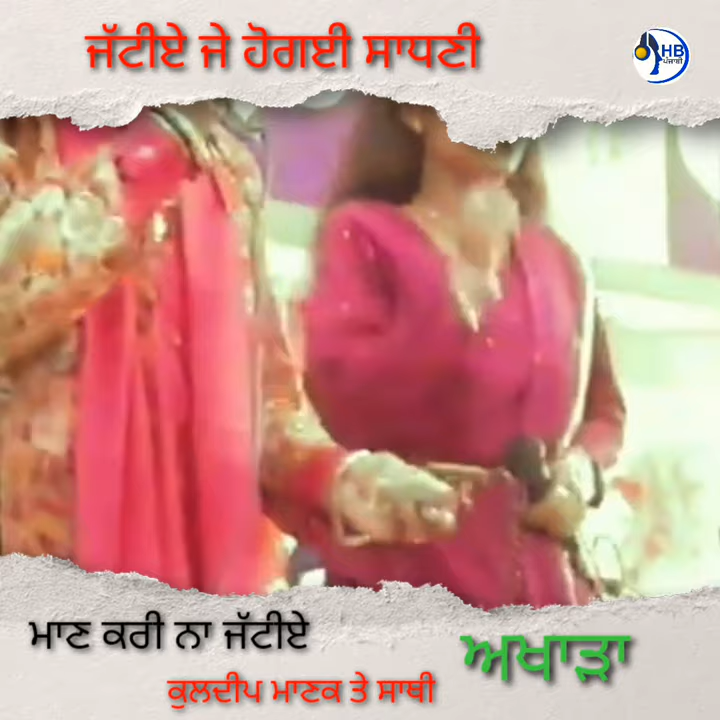 ਜੱਟੀਏ ਜੇ ਹੋਗਈ ਸਾਧਣੀ
HB
ਪੰਜਾਬੀ
ਮਾਣ ਕਰੀ ਨਾ ਜੱਟੀਏ
ਅਖਾੜਾ
ਕੁਲਦੀਪ ਮਾਣਕ ਤੇ ਸਾਥੀ